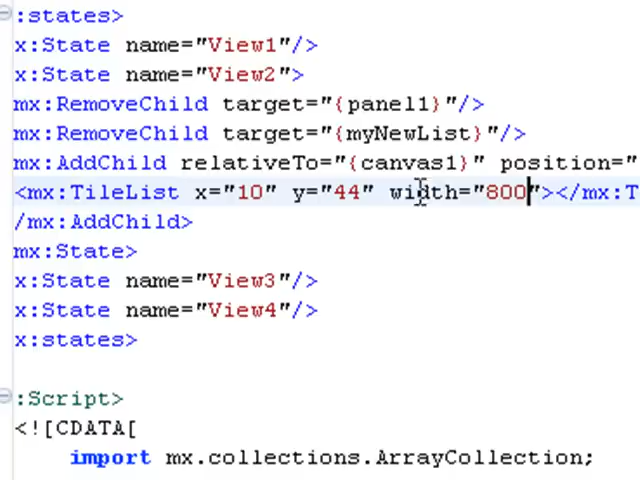 :states>
x:State name="View1"/>
x:State name="View2">
mx:RemoveChild target="{panel1}"/>
mx:RemoveChild target="{myNewList}"/>
mx:AddChild relativeTo="{canvas1}" position="
<mx:TileList x="10" y="44" width="800"></mx:T
/mx:AddChild>
mx:State>
x:State name="View3"/>
x:State name="View4"/>
x:states>
:Script>
<![CDATA[
import mx.collections.ArrayCollection;